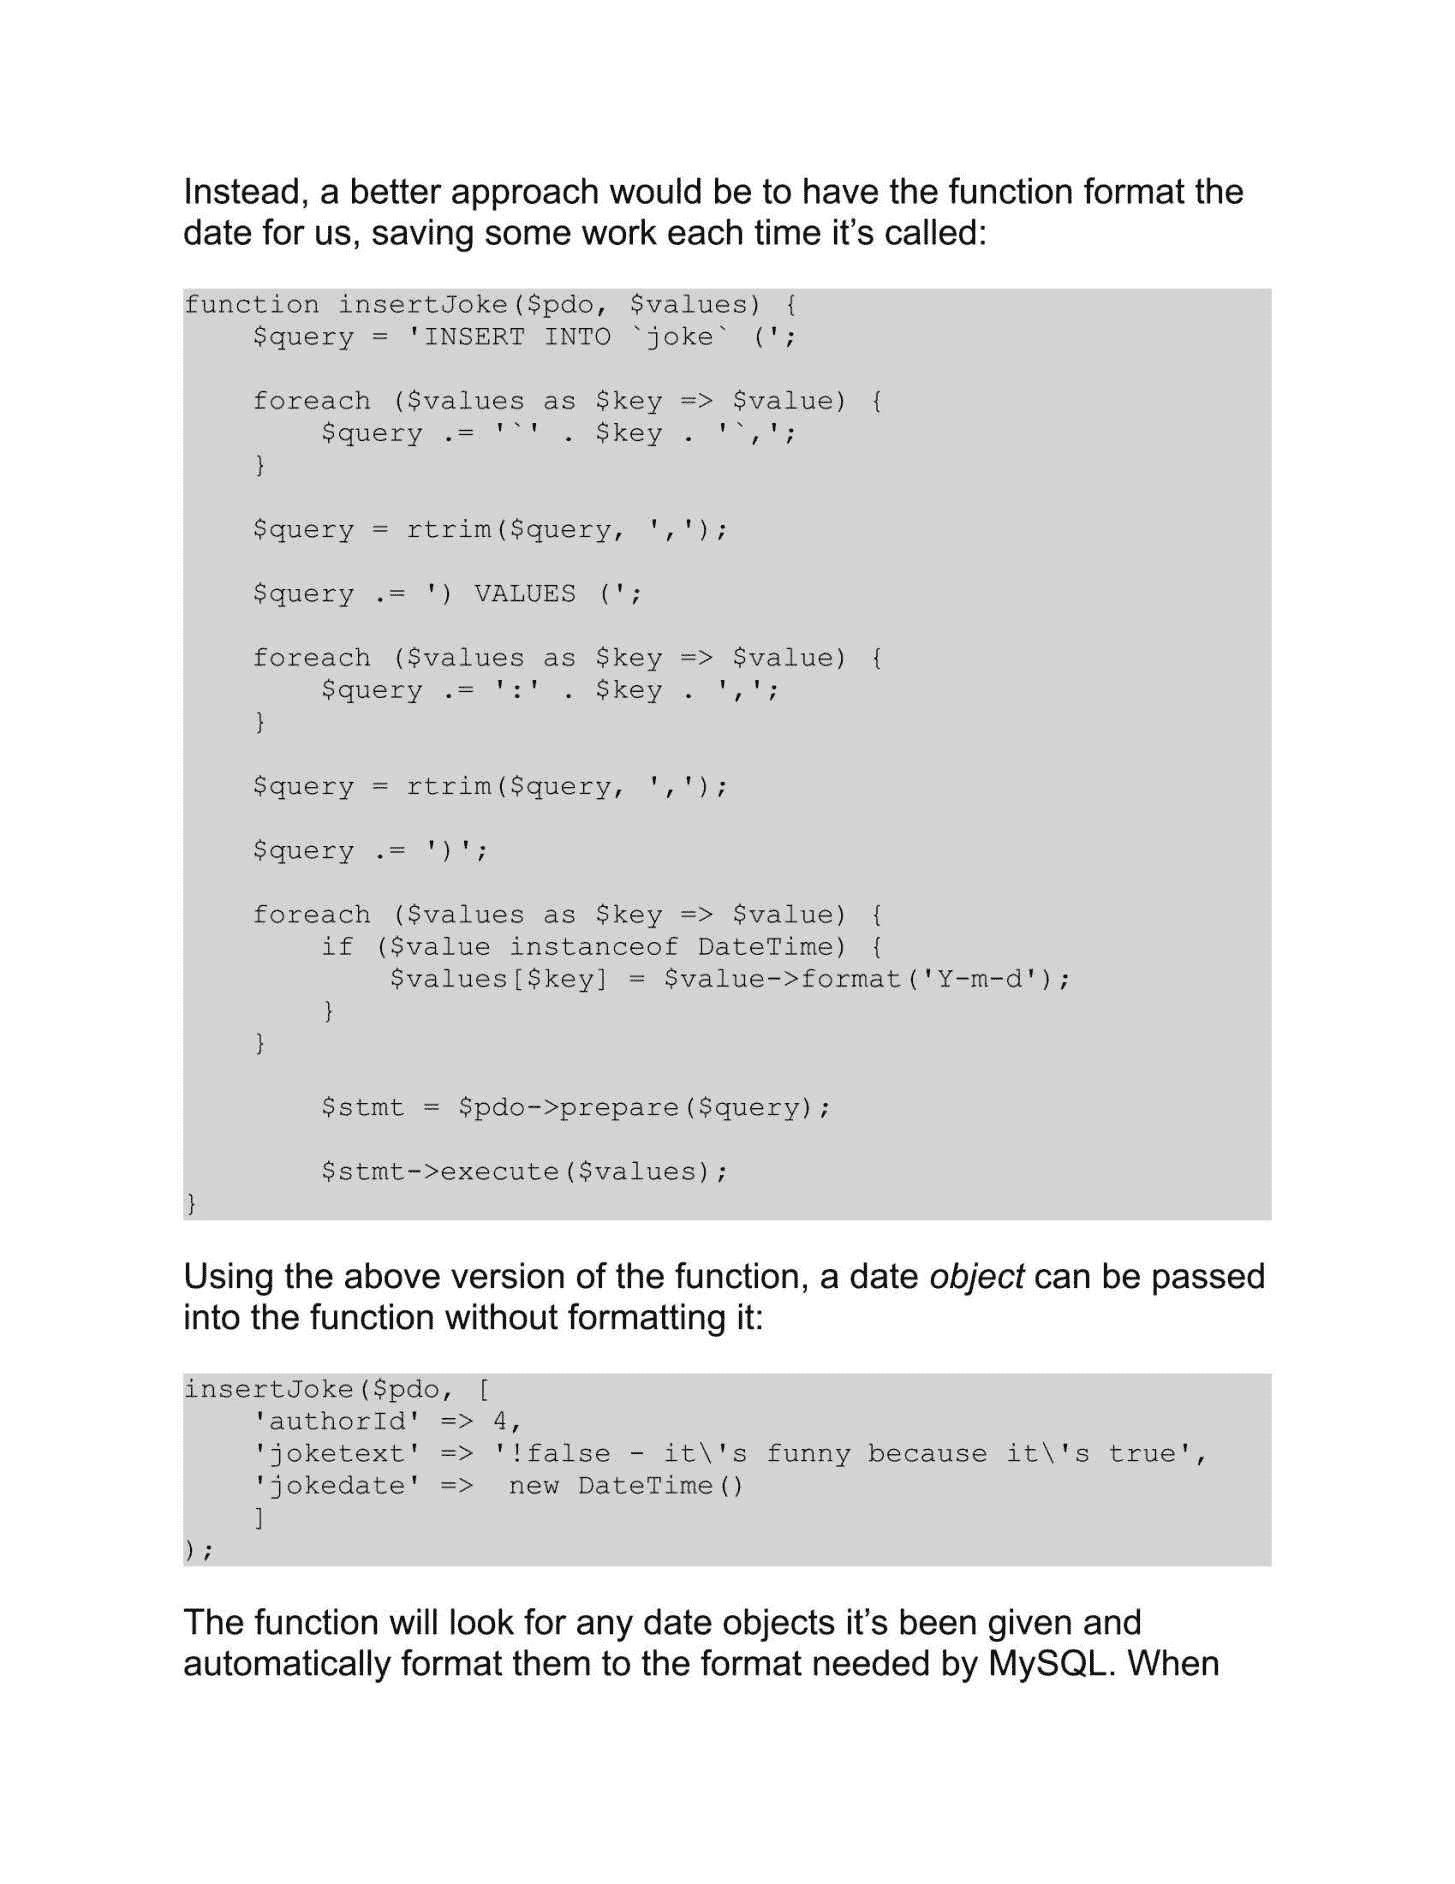 Instead, a better approach would be to have the function format the
date for us, saving some work each time it’s called:
function insertJoke($pdo, $values) {
    $query = 'INSERT INTO `joke` (';
    foreach ($values as $key => $value) {
        $query .= '`' . $key . '`,';
    }
    $query = rtrim($query, ',');
    $query .= ') VALUES (';
    foreach ($values as $key => $value) {
        $query .= ':' . $key . ',';
    }
    $query = rtrim($query, ',');
    $query .= ')';
    foreach ($values as $key => $value) {
        if ($value instanceof DateTime) {
            $values[$key] = $value->format('Y-m-d');
        }
    }
        $stmt = $pdo->prepare($query);
        $stmt->execute($values);
}
Using the above version of the function, a date object can be passed
into the function without formatting it:
insertJoke($pdo, [
    'authorId' => 4,
    'joketext' => '!false - it\'s funny because it\'s true',
    'jokedate' =>  new DateTime()
    ]
);
The function will look for any date objects it’s been given and
automatically format them to the format needed by MySQL. When